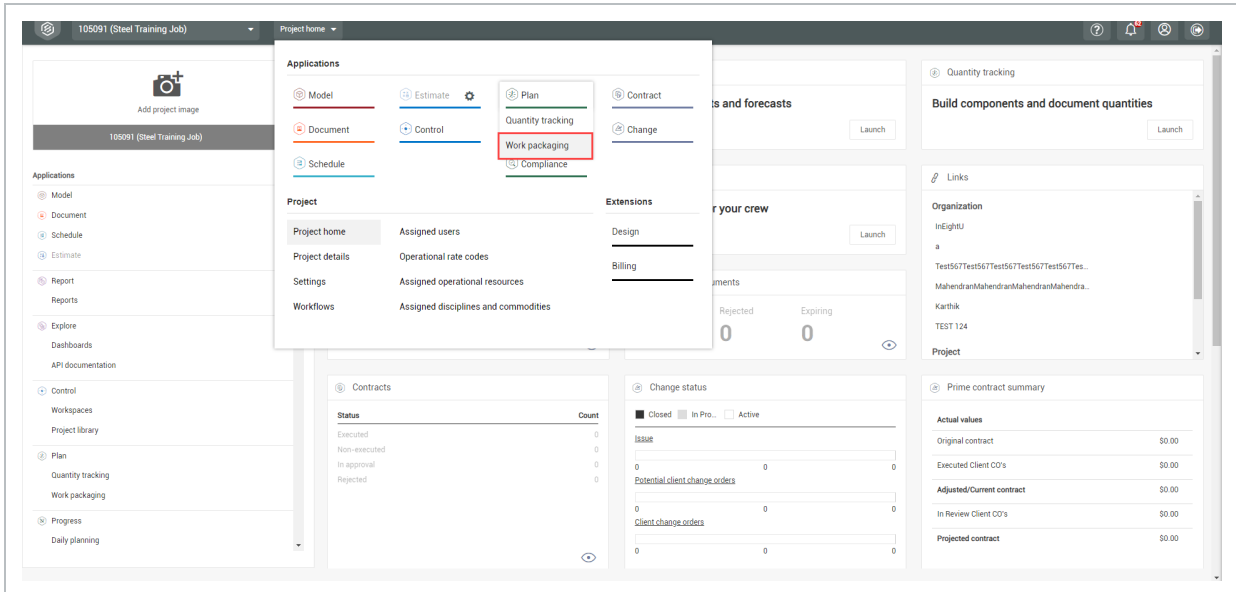 105091 (Steel Training Job)
Project home
Applications
Model
Estimate
Plan
Contract
Quantity tracking
Document
Control
Change
Work packaging
Schedule
Compliance
Project
Extensions
Project home
Assigned users
Design
Project details
Operational rate codes
Billing
Settings
Assigned operational resources
Workflows
Assigned disciplines and commodities
Add project image
105091 (Steel Training Job)
Applications
Model
Document
Schedule
Estimate
Report
Reports
Explore
Dashboards
API documentation
Control
Workspaces
Project library
Plan
Quantity tracking
Work packaging
Progress
Daily planning
ts and forecasts
Launch
Quantity tracking
Build components and document quantities
Launch
r your crew
Launch
Links
Organization
InEightU
a
Test567Test567Test567Test567Test567Tes...
MahendranMahendranMahendranMahendra...
Karthik
TEST 124
Project
uments
Rejected
Expiring
0
0
Contracts
Status
Count
Executed
0
Non-executed
0
In approval
0
Rejected
0
Change status
Closed
In Pro...
Active
Issue
0 0 0
Potential client change orders
0 0 0
Client change orders
0 0 0
Prime contract summary
Actual values
Original contract
$0.00
Executed Client CO's
$0.00
Adjusted/Current contract
$0.00
In Review Client CO's
$0.00
Projected contract
$0.00